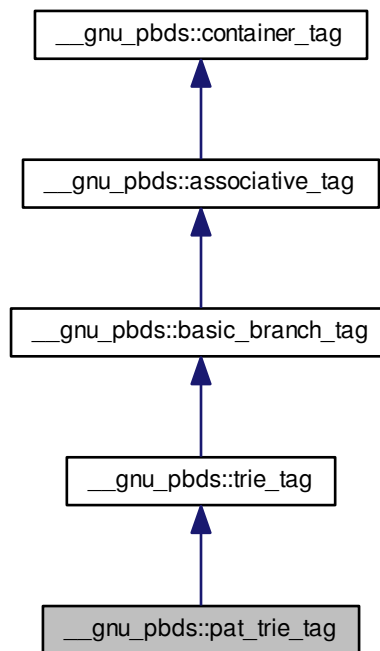 __gnu_pbds::container_tag
__gnu_pbds::associative_tag
__gnu_pbds::basic_branch_tag
__gnu_pbds::trie_tag
__gnu_pbds::pat_trie_tag